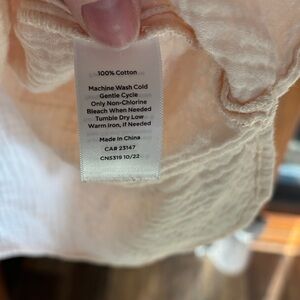 100% Cotton
Machine Wash Cold
Gentle Cycle
Only Non-Chlorine
Bleach When Needed
Tumble Dry Low
Warm Iron, If Needed
Made in China
CA# 23147
CN5319 10/22